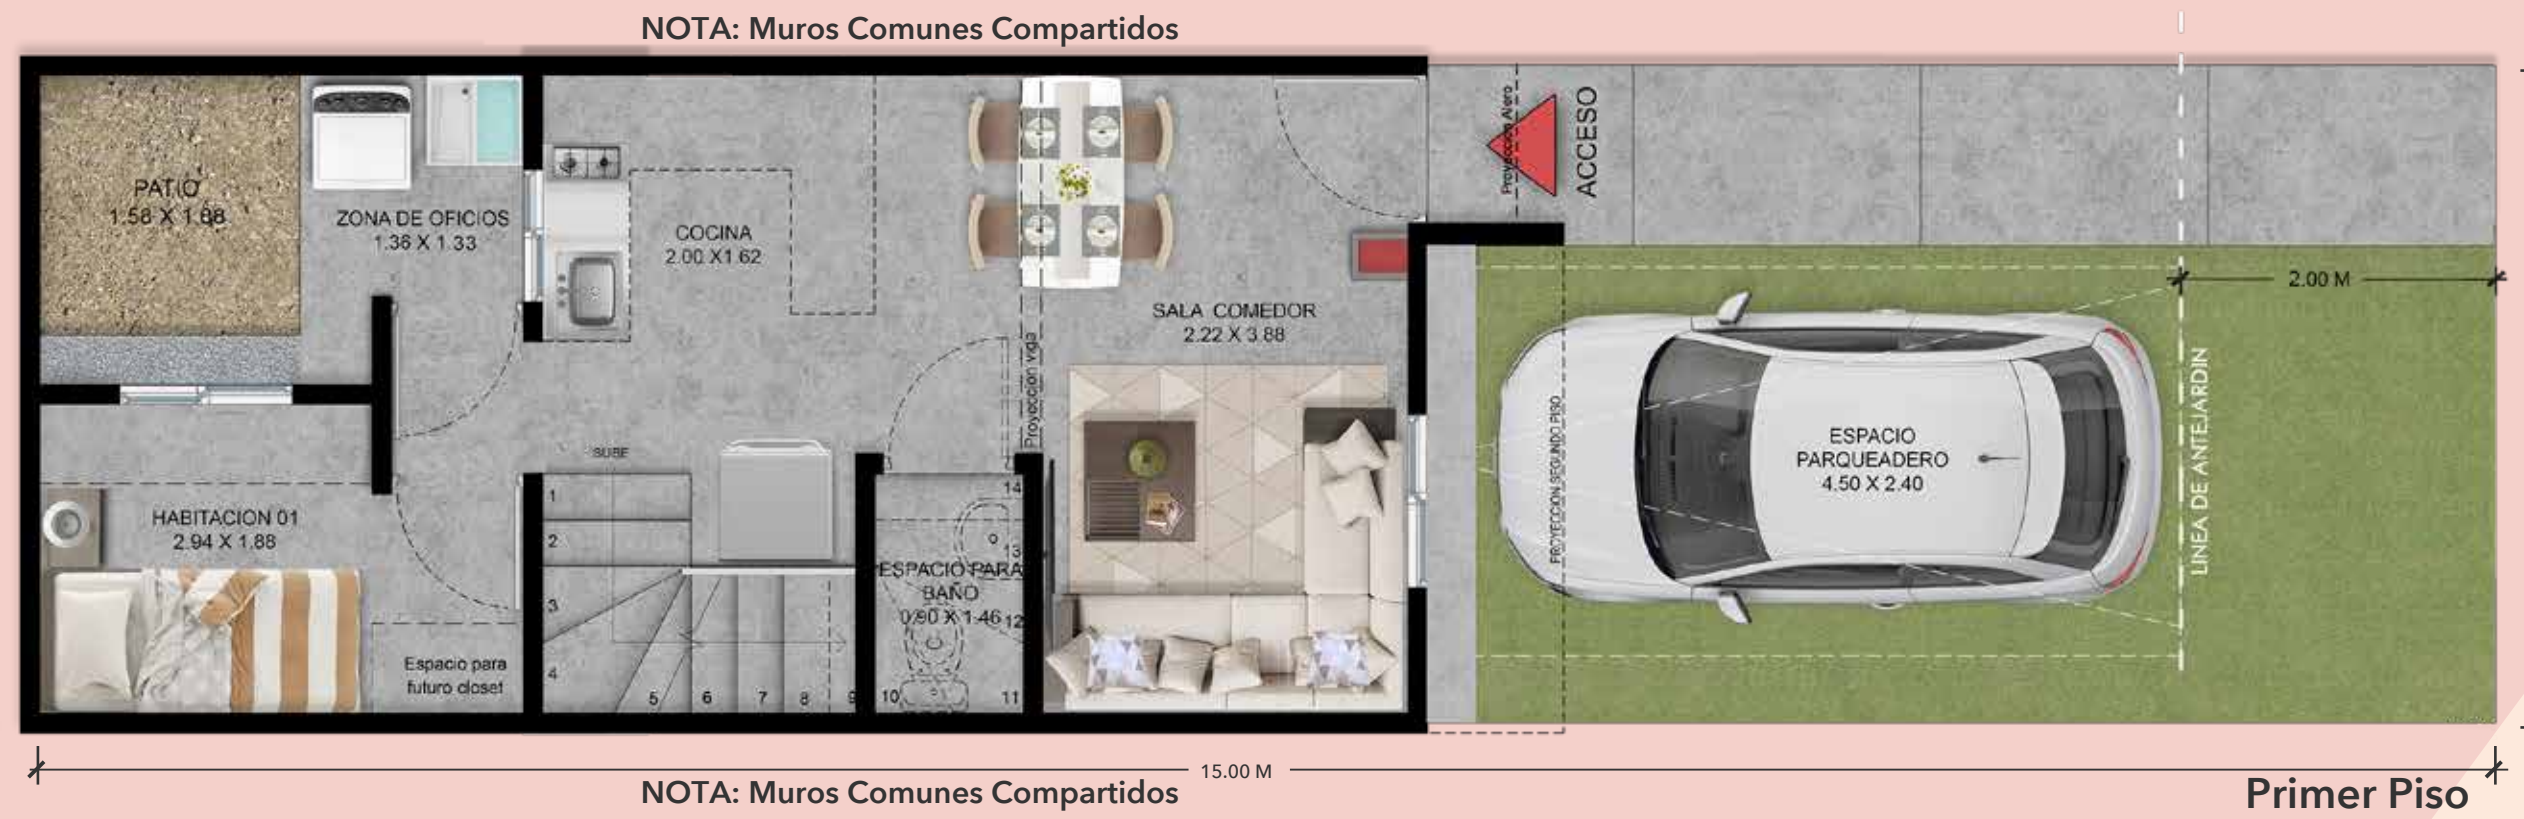 NOTA: Muros Comunes Compartidos
PATIO
1.58 X 1.88
ZONA DE OFICIOS
1.36 X 1.33
COCINA
2.00 X1.62
SALA COMEDOR
2.22 X 3.88
Proyección Alero
ACCESO
2.00 M
Proyección viga
SUBE
HABITACION 01
2.94 X 1.88
Espacio para
futuro closet
1
2
3
4
5
6
7
8
9
10
11
12
13
14
ESPACIO PARA
BAÑO
0.90 X 1.46
PROYECCION SEGUNDO PISO
ESPACIO
PARQUEADERO
4.50 X 2.40
LINEA DE ANTEJARDIN
15.00 M
NOTA: Muros Comunes Compartidos
Primer Piso